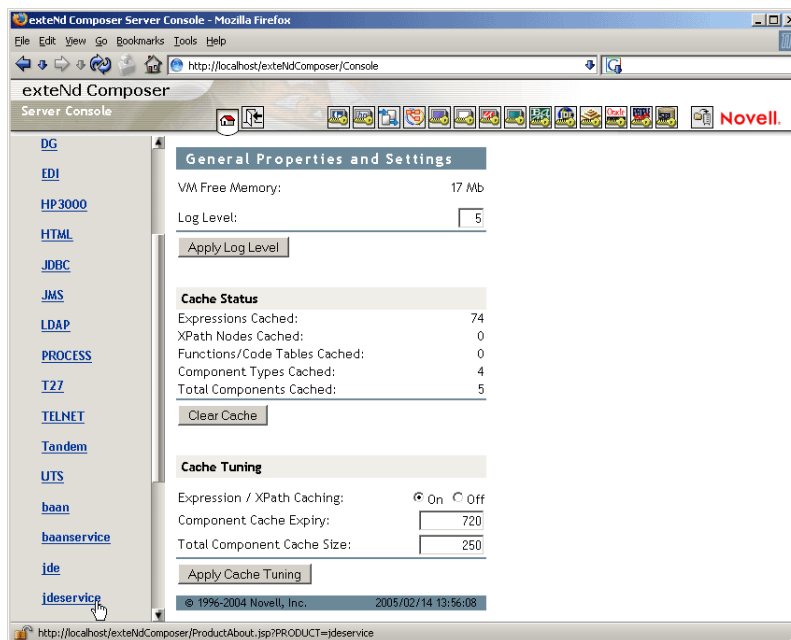 exteNd Composer Server Console - Mozilla Firefox
File Edit View Go Bookmarks Tools Help
http://localhost/exteNdComposer/Console
exteNd Composer
Server Console
Novell.
DG
EDI
HP3000
HTML
JDBC
JMS
LDAP
PROCESS
T27
TELNET
Tandem
UTS
baan
baanservice
jde
jdeservice
General Properties and Settings
VM Free Memory: 17 Mb
Log Level: 5
Apply Log Level
Cache Status
Expressions Cached: 74
XPath Nodes Cached: 0
Functions/Code Tables Cached: 0
Component Types Cached: 4
Total Components Cached: 5
Clear Cache
Cache Tuning
Expression / XPath Caching: On Off
Component Cache Expiry: 720
Total Component Cache Size: 250
Apply Cache Tuning
© 1996-2004 Novell, Inc. 2005/02/14 13:56:08
http://localhost/exteNdComposer/ProductAbout.jsp?PRODUCT=jdeservice